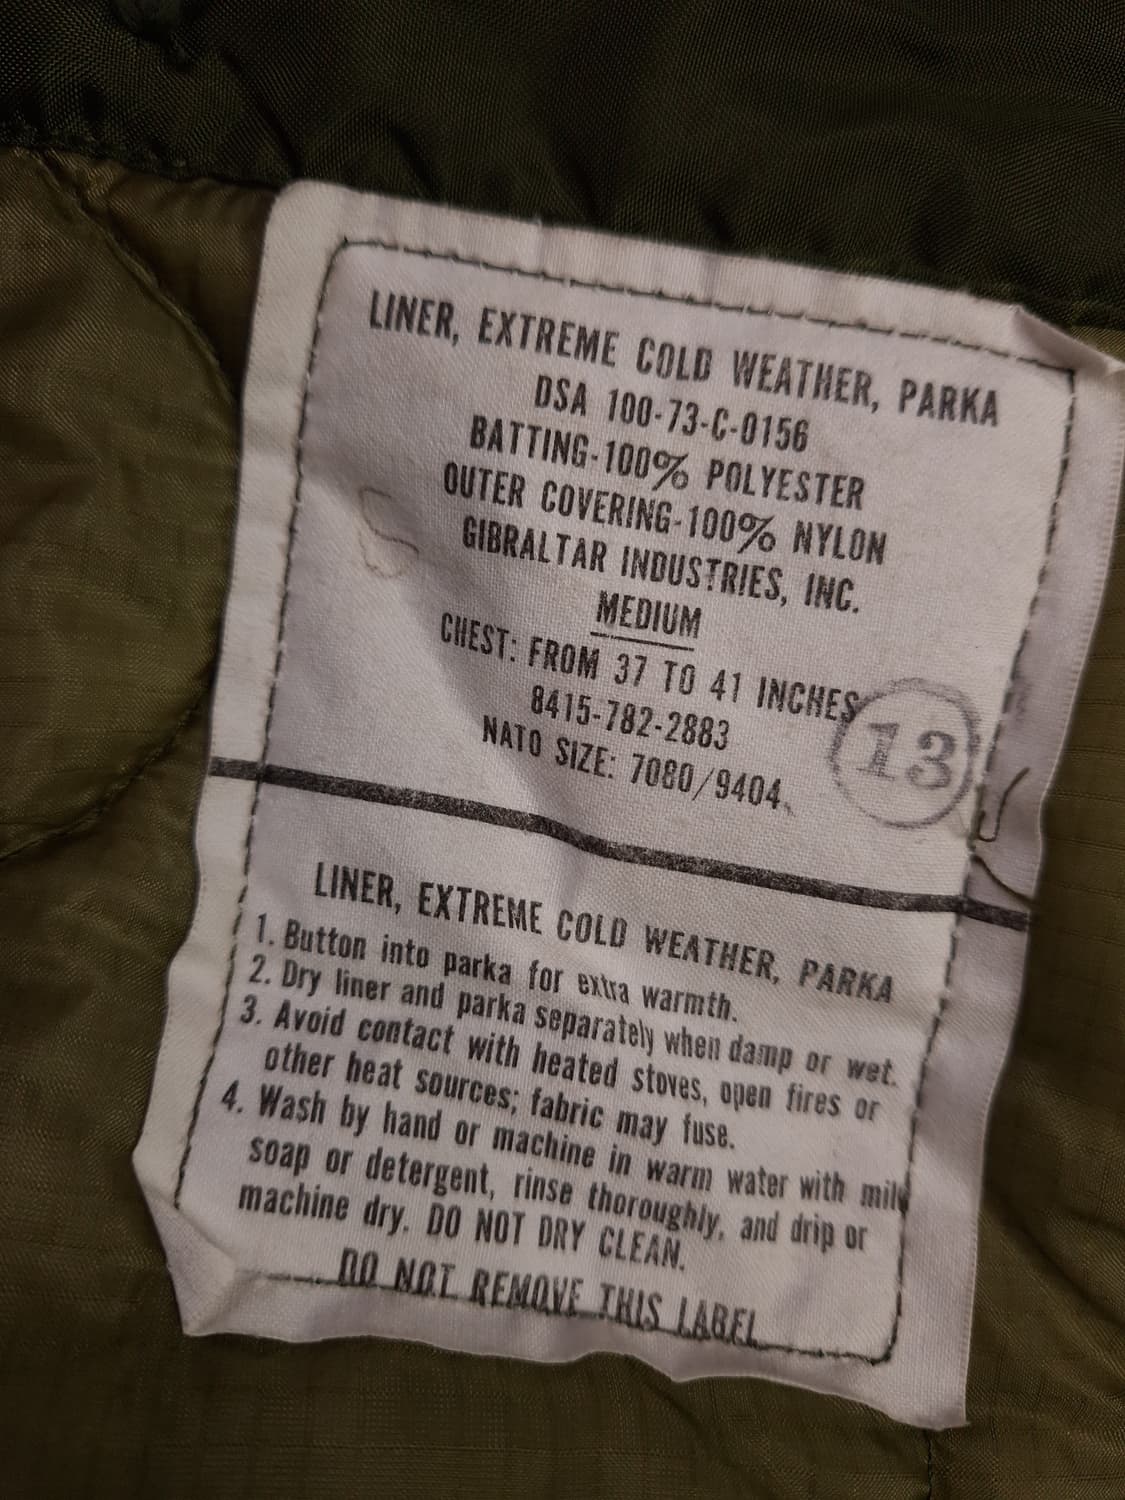 LINER, EXTREME COLD WEATHER, PARKA
DSA 100-73-C-0156
BATTING-100% POLYESTER
OUTER COVERING-100% NYLON
GIBRALTAR INDUSTRIES, INC.
MEDIUM
CHEST: FROM 37 TO 41 INCHES
8415-782-2883
NATO SIZE: 7080/9404
13
LINER, EXTREME COLD WEATHER, PARKA
1. Button into parka for extra warmth.
2. Dry liner and parka separately when damp or wet.
3. Avoid contact with heated stoves, open fires or
other heat sources; fabric may fuse.
4. Wash by hand or machine in warm water with mild
soap or detergent, rinse thoroughly, and drip or
machine dry. DO NOT DRY CLEAN.
DO NOT REMOVE THIS LABEL